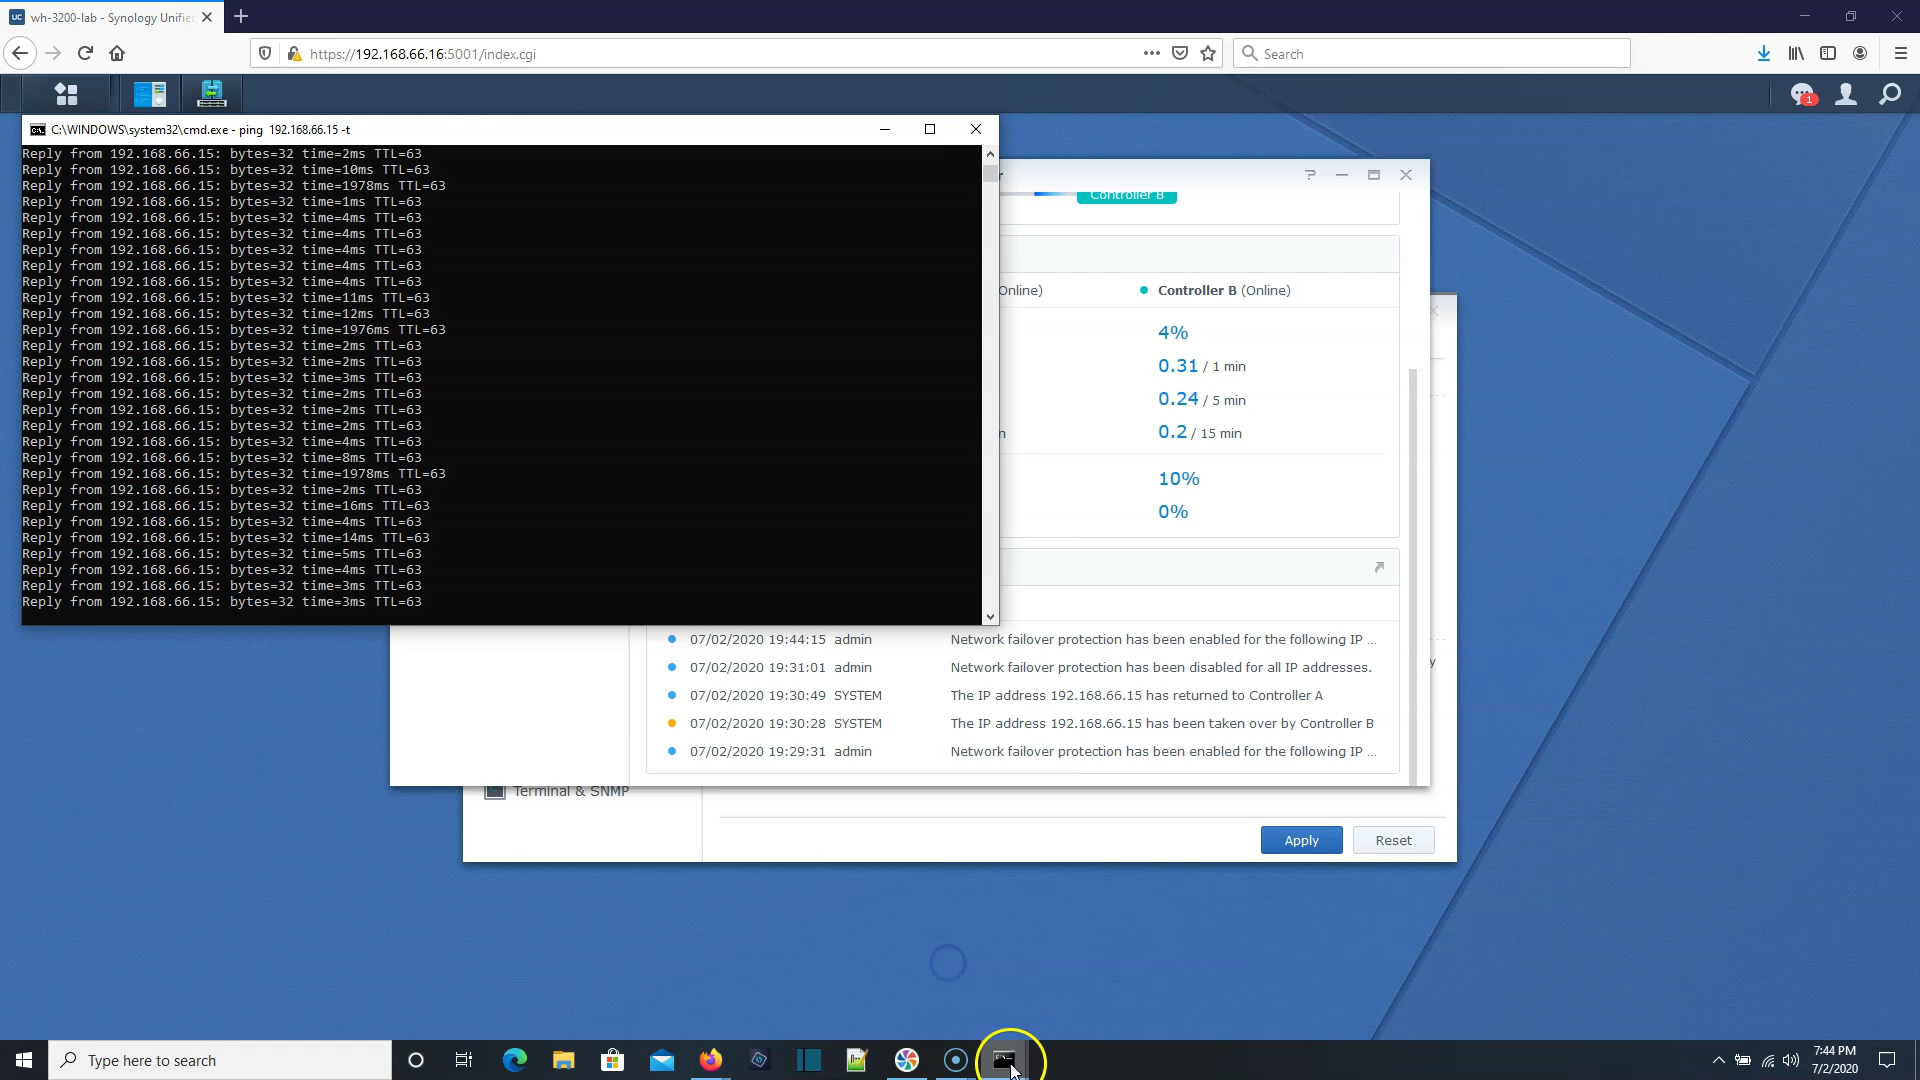 wh-3200-lab - Synology Unifie
https://192.168.66.16:5001/index.cgi
Search
1
C:\WINDOWS\system32\cmd.exe - ping 192.168.66.15 -t
Reply from 192.168.66.15: bytes=32 time=2ms TTL=63
Reply from 192.168.66.15: bytes=32 time=10ms TTL=63
Reply from 192.168.66.15: bytes=32 time=1978ms TTL=63
Reply from 192.168.66.15: bytes=32 time=1ms TTL=63
Reply from 192.168.66.15: bytes=32 time=4ms TTL=63
Reply from 192.168.66.15: bytes=32 time=4ms TTL=63
Reply from 192.168.66.15: bytes=32 time=4ms TTL=63
Reply from 192.168.66.15: bytes=32 time=4ms TTL=63
Reply from 192.168.66.15: bytes=32 time=4ms TTL=63
Reply from 192.168.66.15: bytes=32 time=11ms TTL=63
Reply from 192.168.66.15: bytes=32 time=12ms TTL=63
Reply from 192.168.66.15: bytes=32 time=1976ms TTL=63
Reply from 192.168.66.15: bytes=32 time=2ms TTL=63
Reply from 192.168.66.15: bytes=32 time=2ms TTL=63
Reply from 192.168.66.15: bytes=32 time=3ms TTL=63
Reply from 192.168.66.15: bytes=32 time=2ms TTL=63
Reply from 192.168.66.15: bytes=32 time=2ms TTL=63
Reply from 192.168.66.15: bytes=32 time=2ms TTL=63
Reply from 192.168.66.15: bytes=32 time=4ms TTL=63
Reply from 192.168.66.15: bytes=32 time=8ms TTL=63
Reply from 192.168.66.15: bytes=32 time=1978ms TTL=63
Reply from 192.168.66.15: bytes=32 time=2ms TTL=63
Reply from 192.168.66.15: bytes=32 time=16ms TTL=63
Reply from 192.168.66.15: bytes=32 time=4ms TTL=63
Reply from 192.168.66.15: bytes=32 time=14ms TTL=63
Reply from 192.168.66.15: bytes=32 time=5ms TTL=63
Reply from 192.168.66.15: bytes=32 time=4ms TTL=63
Reply from 192.168.66.15: bytes=32 time=3ms TTL=63
Reply from 192.168.66.15: bytes=32 time=3ms TTL=63
r
Controller B
Online) Controller B (Online)
4%
0.31 / 1 min
0.24 / 5 min
n 0.2 / 15 min
10%
0%
07/02/2020 19:44:15 admin Network failover protection has been enabled for the following IP ...
y
07/02/2020 19:31:01 admin Network failover protection has been disabled for all IP addresses.
07/02/2020 19:30:49 SYSTEM The IP address 192.168.66.15 has returned to Controller A
07/02/2020 19:30:28 SYSTEM The IP address 192.168.66.15 has been taken over by Controller B
07/02/2020 19:29:31 admin Network failover protection has been enabled for the following IP ...
Terminal & SNMP
Apply Reset
Type here to search
7:44 PM
7/2/2020